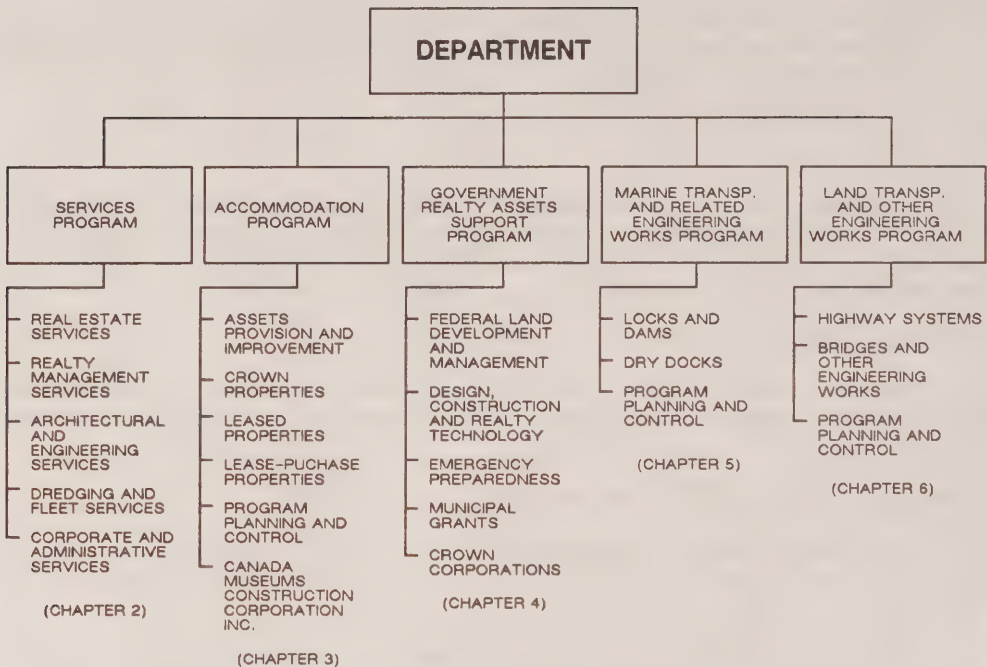 DEPARTMENT
SERVICES
PROGRAM
ACCOMMODATION
PROGRAM
GOVERNMENT
REALTY ASSETS
SUPPORT
PROGRAM
MARINE TRANSP.
AND RELATED
ENGINEERING
WORKS PROGRAM
LAND TRANSP.
AND OTHER
ENGINEERING
WORKS PROGRAM
REAL ESTATE
SERVICES
REALTY
MANAGEMENT
SERVICES
ARCHITECTURAL
AND
ENGINEERING
SERVICES
DREDGING AND
FLEET SERVICES
CORPORATE AND
ADMINISTRATIVE
SERVICES
(CHAPTER 2)
ASSETS
PROVISION AND
IMPROVEMENT
CROWN
PROPERTIES
LEASED
PROPERTIES
LEASE-PUCHASE
PROPERTIES
PROGRAM
PLANNING AND
CONTROL
CANADA
MUSEUMS
CONSTRUCTION
CORPORATION
INC.
(CHAPTER 3)
FEDERAL LAND
DEVELOPMENT
AND
MANAGEMENT
DESIGN,
CONSTRUCTION
AND REALTY
TECHNOLOGY
EMERGENCY
PREPAREDNESS
MUNICIPAL
GRANTS
CROWN
CORPORATIONS
(CHAPTER 4)
LOCKS AND
DAMS
DRY DOCKS
PROGRAM
PLANNING AND
CONTROL
(CHAPTER 5)
HIGHWAY SYSTEMS
BRIDGES AND
OTHER
ENGINEERING
WORKS
PROGRAM
PLANNING AND
CONTROL
(CHAPTER 6)